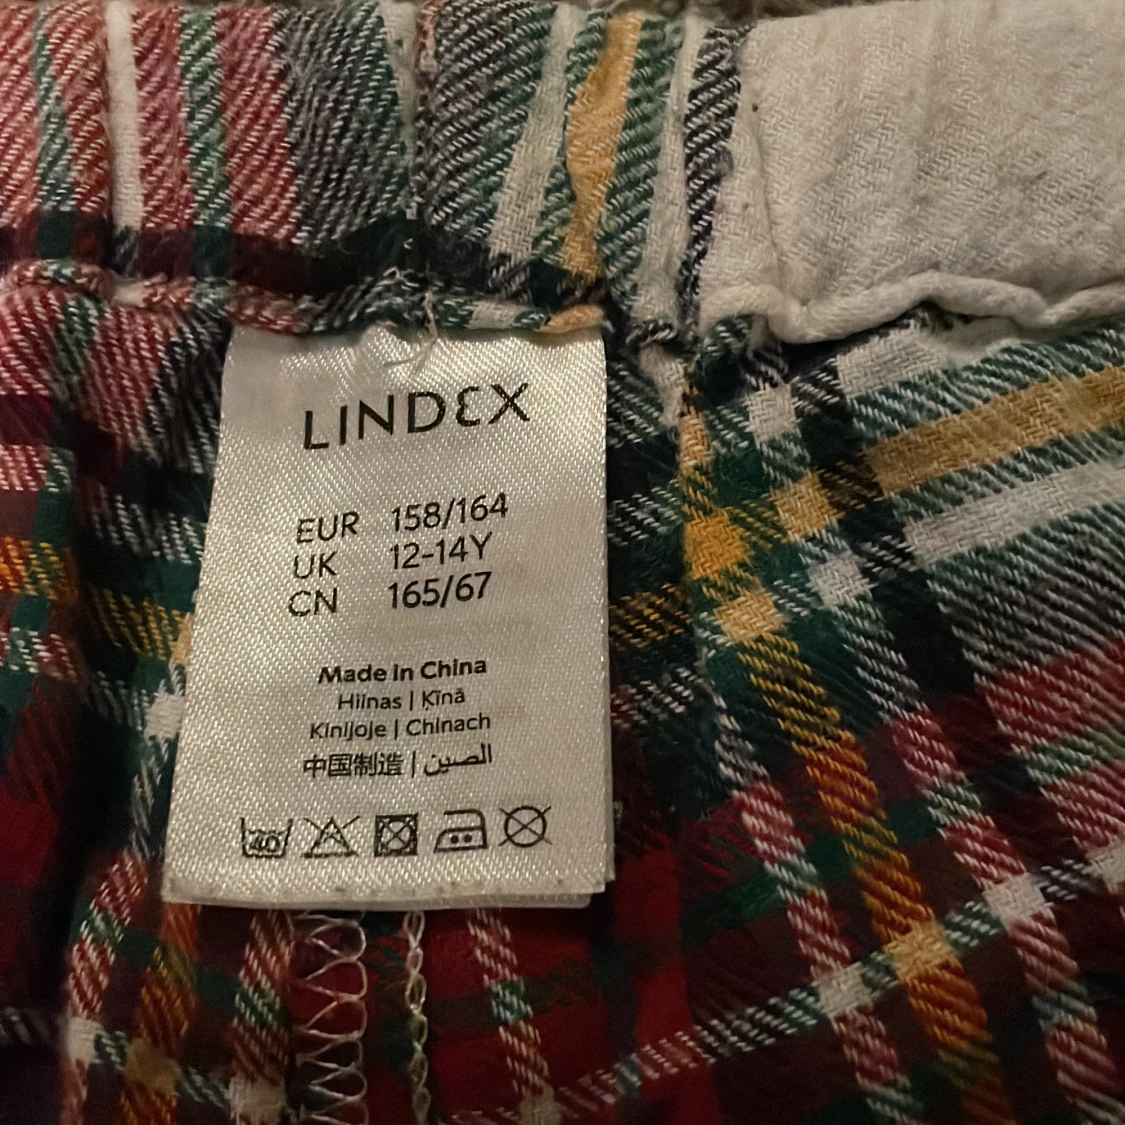 LINDEX
EUR 158/164
UK 12-14Y
CN 165/67
Made in China
Hiinas | Ķīnā
Kinijoje | Chinach
中国制造 | الصين
40